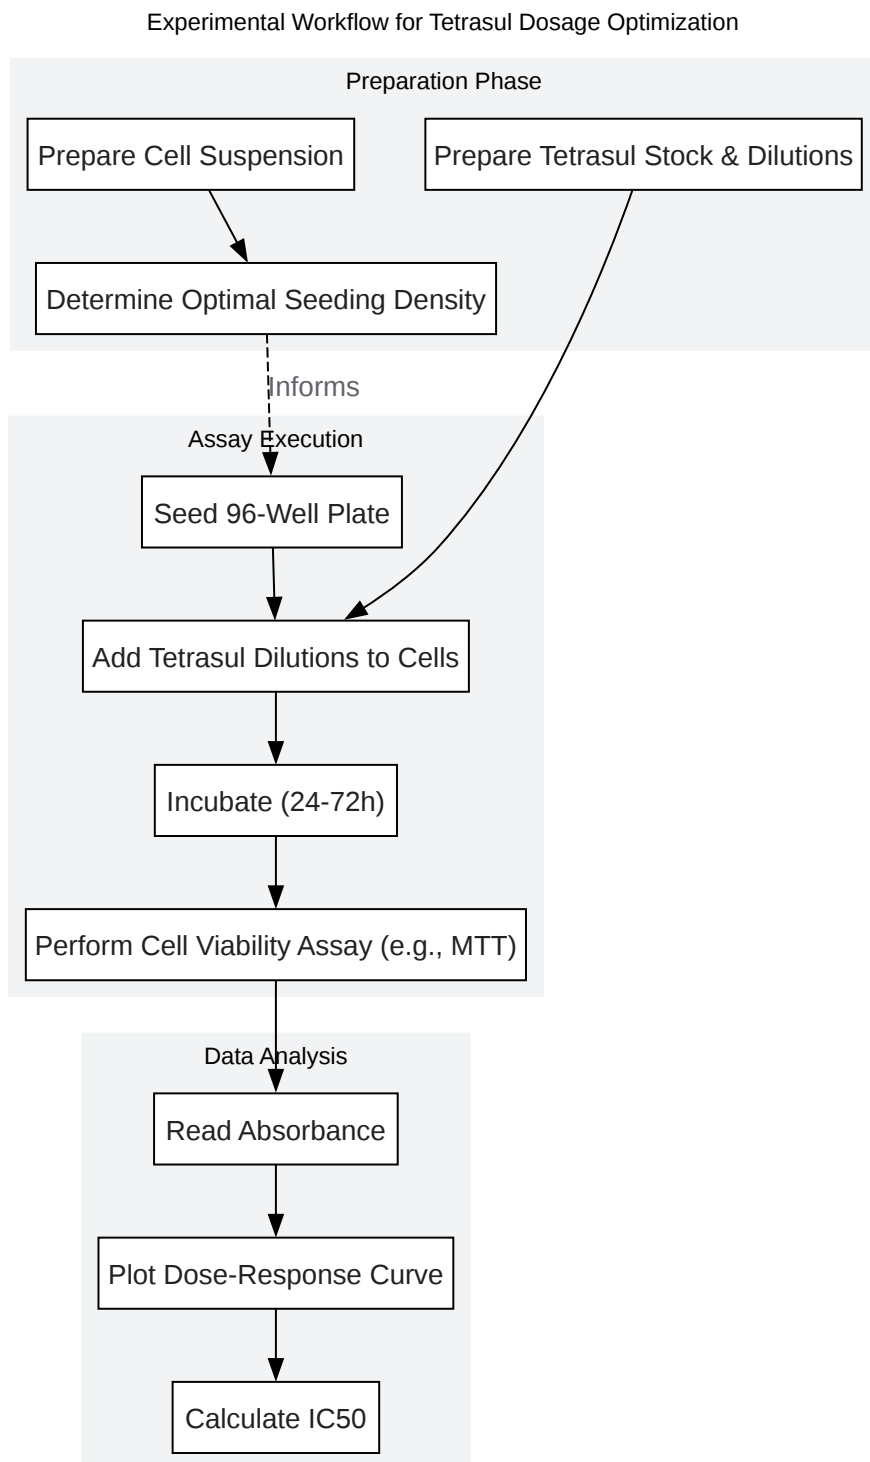 Experimental Workflow for Tetrasul Dosage Optimization
Preparation Phase
Prepare Cell Suspension
Prepare Tetrasul Stock & Dilutions
Determine Optimal Seeding Density
Informs
Assay Execution
Seed 96-Well Plate
Add Tetrasul Dilutions to Cells
Incubate (24-72h)
Perform Cell Viability Assay (e.g., MTT)
Data Analysis
Read Absorbance
Plot Dose-Response Curve
Calculate IC50